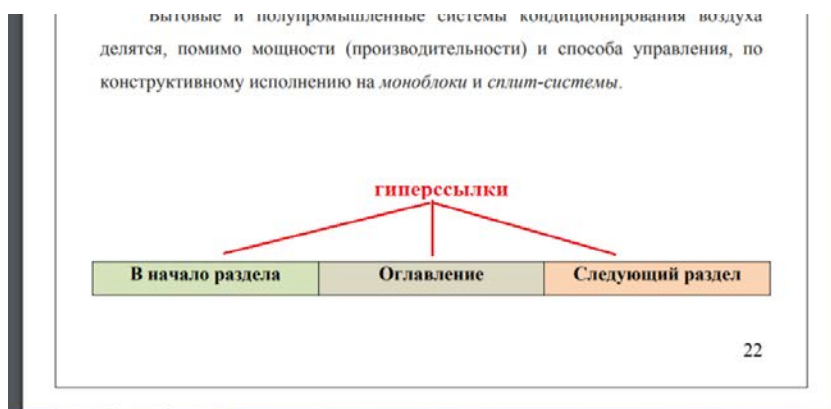 Бытовые и полупромышленные системы кондиционирования воздуха
делятся, помимо мощности (производительности) и способа управления, по
конструктивному исполнению на моноблоки и сплит-системы.
гиперссылки
В начало раздела Оглавление Следующий раздел
22